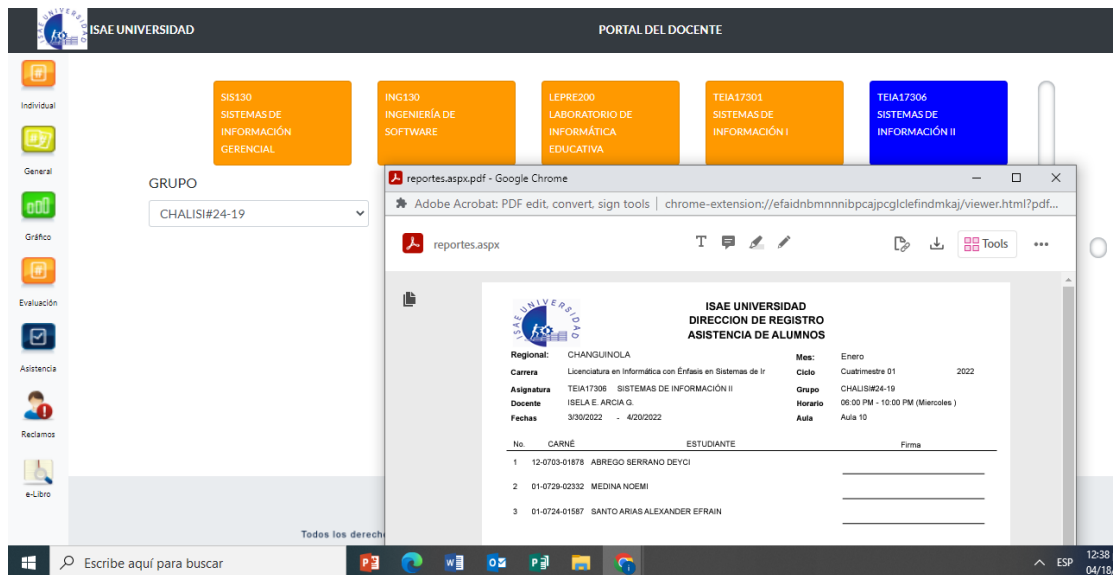 ISAE UNIVERSIDAD
PORTAL DEL DOCENTE
Individual
General
Gráfico
Evaluación
Asistencia
Reclamos
e-Libro
SIS130
SISTEMAS DE
INFORMACIÓN
GERENCIAL
ING130
INGENIERÍA DE
SOFTWARE
LEPRE200
LABORATORIO DE
INFORMÁTICA
EDUCATIVA
TEIA17301
SISTEMAS DE
INFORMACIÓN I
TEIA17306
SISTEMAS DE
INFORMACIÓN II
GRUPO
CHALISI#24-19
reportes.aspx.pdf - Google Chrome
Adobe Acrobat: PDF edit, convert, sign tools | chrome-extension://efaidnbmnnnibpcajpcglclefindmkaj/viewer.html?pdf...
reportes.aspx
Tools
ISAE UNIVERSIDAD
ISAE UNIVERSIDAD
DIRECCION DE REGISTRO
ASISTENCIA DE ALUMNOS
Regional: CHANGUINOLA Mes: Enero
Carrera Licenciatura en Informática con Énfasis en Sistemas de Ir Ciclo Cuatrimestre 01 2022
Asignatura TEIA17306 SISTEMAS DE INFORMACIÓN II Grupo CHALISI#24-19
Docente ISELA E. ARCIA G. Horario 06:00 PM - 10:00 PM (Miercoles )
Fechas 3/30/2022 - 4/20/2022 Aula Aula 10
No. CARNÉ ESTUDIANTE Firma
1 12-0703-01878 ABREGO SERRANO DEYCI
2 01-0729-02332 MEDINA NOEMI
3 01-0724-01587 SANTO ARIAS ALEXANDER EFRAIN
Todos los derech
Escribe aquí para buscar
ESP
12:38
04/18